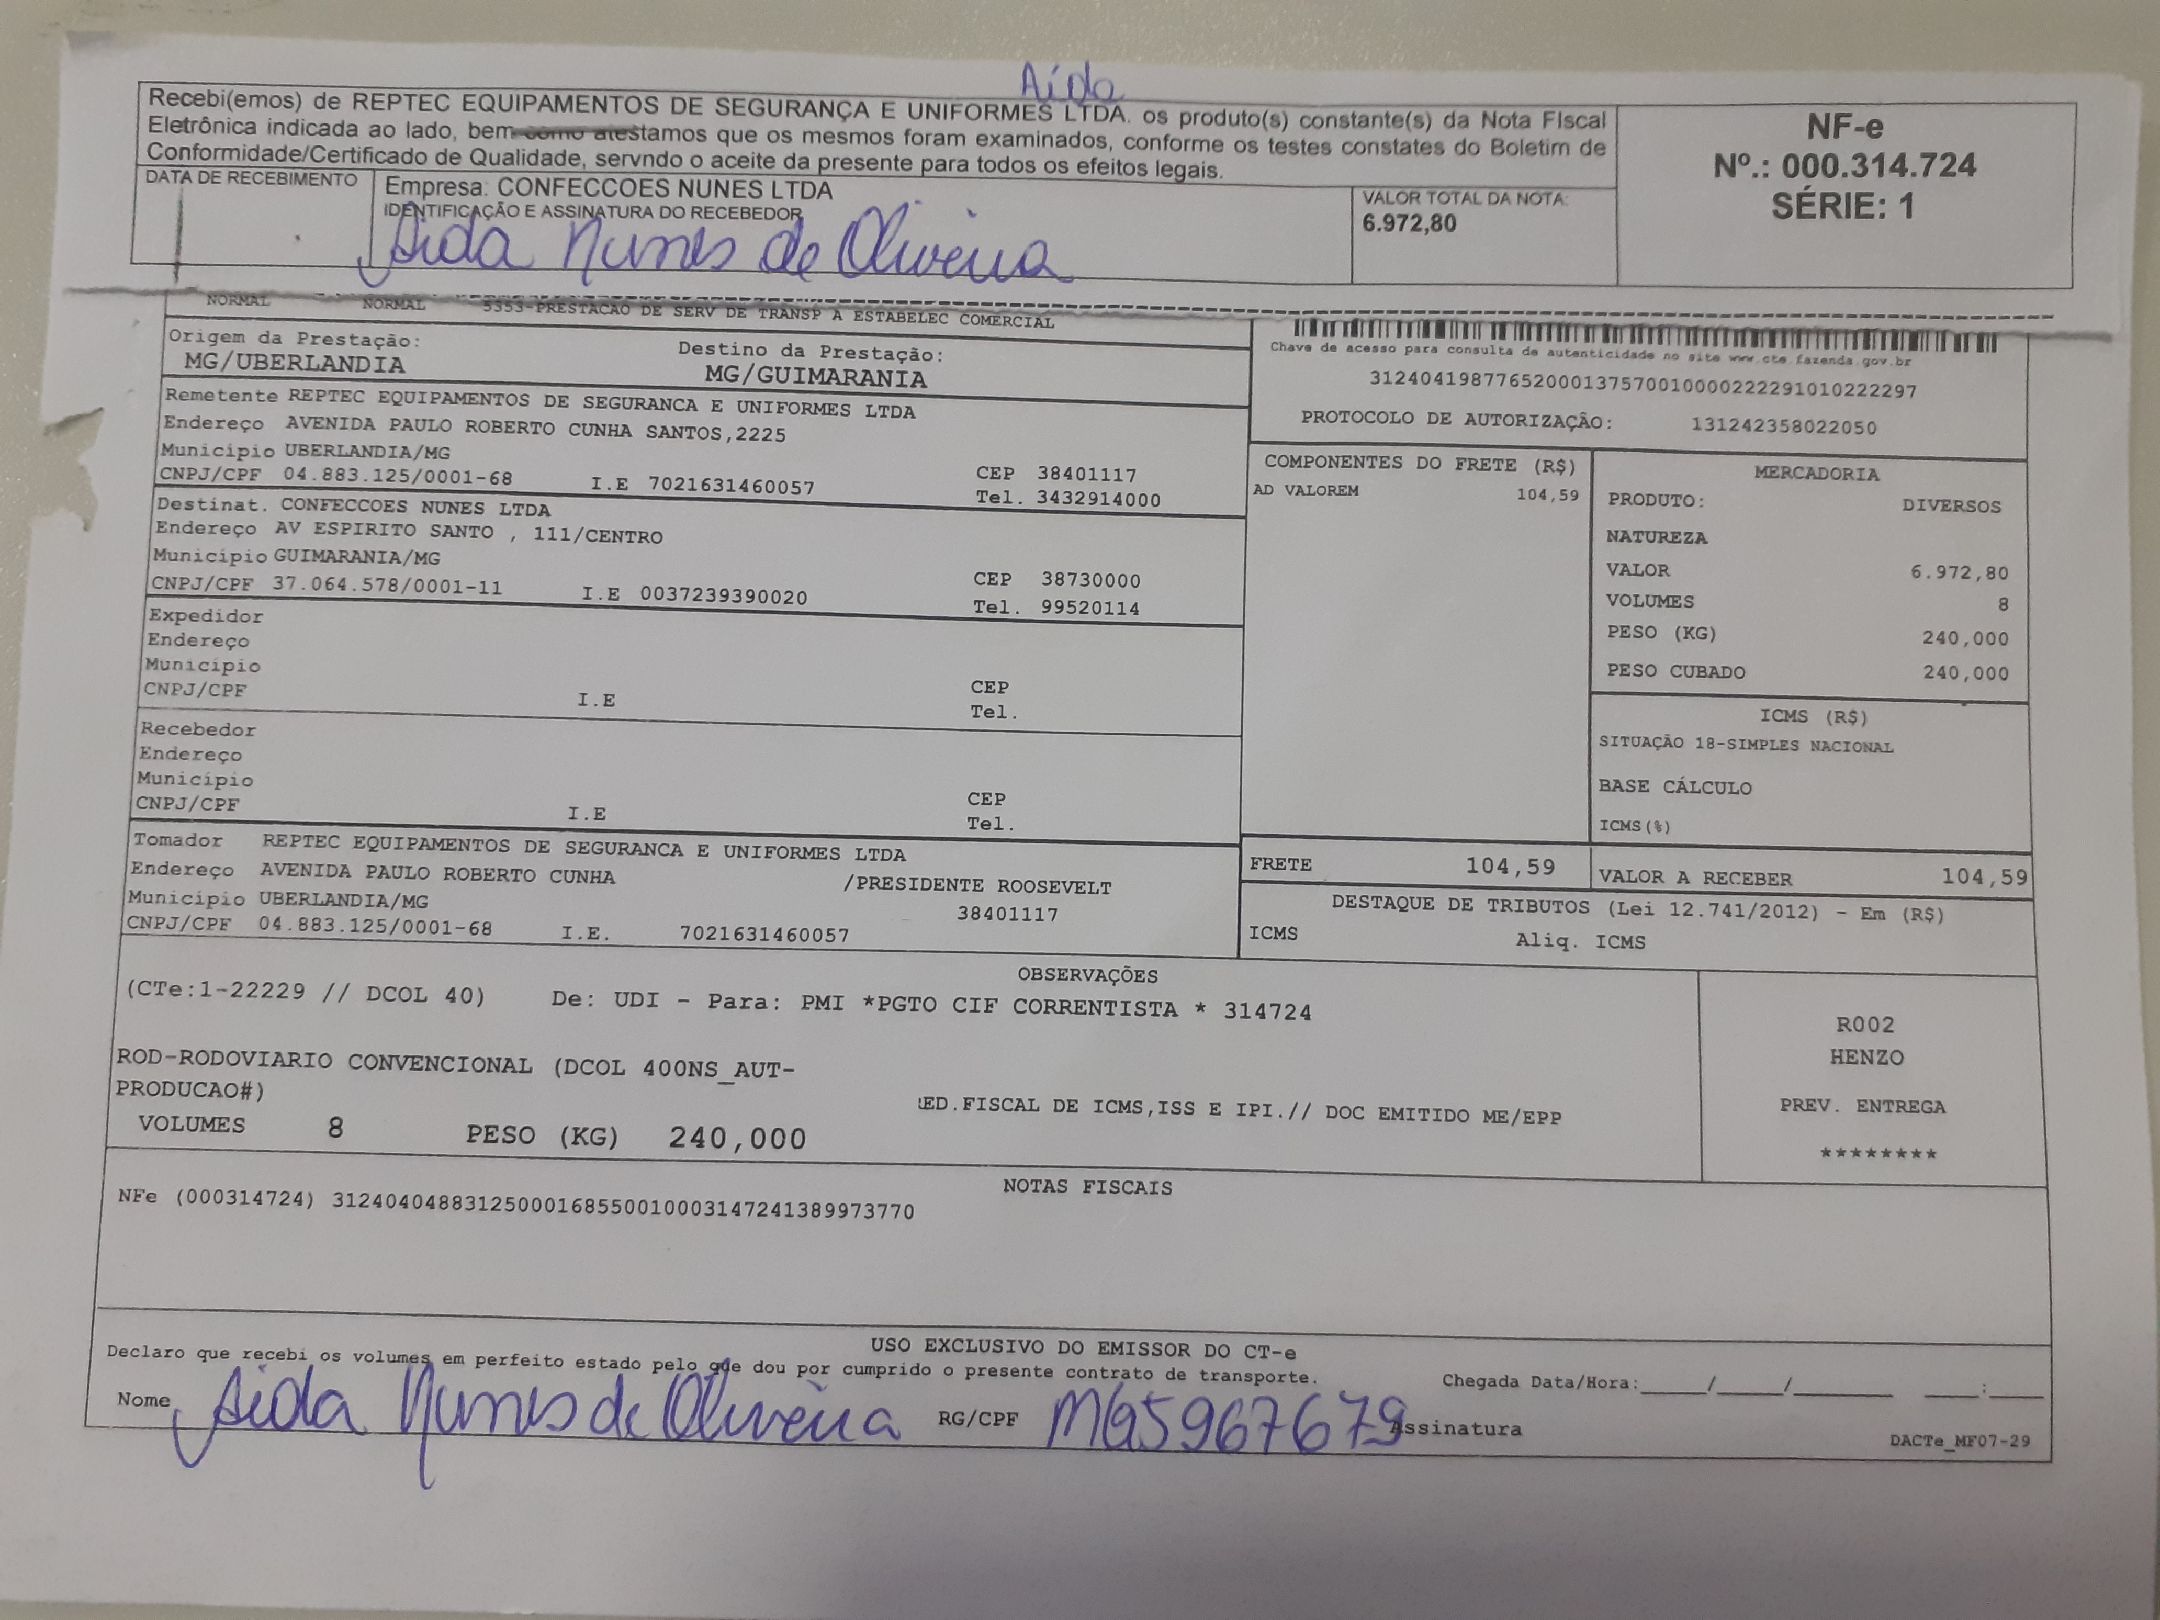 Aída
Recebi(emos) de REPTEC EQUIPAMENTOS DE SEGURANÇA E UNIFORMES LTDA. os produto(s) constante(s) da Nota FIscal
Eletrônica indicada ao lado, bem como atestamos que os mesmos foram examinados, conforme os testes constates do Boletim de
Conformidade/Certificado de Qualidade, servndo o aceite da presente para todos os efeitos legais.
NF-e
Nº.: 000.314.724
SÉRIE: 1
DATA DE RECEBIMENTO
Empresa: CONFECCOES NUNES LTDA
IDENTIFICAÇÃO E ASSINATURA DO RECEBEDOR
Aida Nunes de Oliveira
VALOR TOTAL DA NOTA:
6.972,80
NORMAL NORMAL 5353-PRESTACAO DE SERV DE TRANSP A ESTABELEC COMERCIAL
Origem da Prestação: Destino da Prestação:
MG/UBERLANDIA MG/GUIMARANIA
Chave de acesso para consulta de autenticidade no site www.cte.fazenda.gov.br
31240419877652000137570010000222291010222297
PROTOCOLO DE AUTORIZAÇÃO: 131242358022050
Remetente REPTEC EQUIPAMENTOS DE SEGURANCA E UNIFORMES LTDA
Endereço AVENIDA PAULO ROBERTO CUNHA SANTOS,2225
Município UBERLANDIA/MG CEP 38401117
CNPJ/CPF 04.883.125/0001-68 I.E 7021631460057 Tel. 3432914000
Destinat. CONFECCOES NUNES LTDA
Endereço AV ESPIRITO SANTO , 111/CENTRO
Município GUIMARANIA/MG CEP 38730000
CNPJ/CPF 37.064.578/0001-11 I.E 0037239390020 Tel. 99520114
Expedidor
Endereço
Município CEP
CNPJ/CPF I.E Tel.
Recebedor
Endereço
Município CEP
CNPJ/CPF I.E Tel.
Tomador REPTEC EQUIPAMENTOS DE SEGURANCA E UNIFORMES LTDA
Endereço AVENIDA PAULO ROBERTO CUNHA /PRESIDENTE ROOSEVELT
Município UBERLANDIA/MG 38401117
CNPJ/CPF 04.883.125/0001-68 I.E. 7021631460057
COMPONENTES DO FRETE (R$)
AD VALOREM 104,59
MERCADORIA
PRODUTO: DIVERSOS
NATUREZA
VALOR 6.972,80
VOLUMES 8
PESO (KG) 240,000
PESO CUBADO 240,000
ICMS (R$)
SITUAÇÃO 18-SIMPLES NACIONAL
BASE CÁLCULO
ICMS(%)
FRETE 104,59 VALOR A RECEBER 104,59
DESTAQUE DE TRIBUTOS (Lei 12.741/2012) - Em (R$)
ICMS Aliq. ICMS
OBSERVAÇÕES
(CTe:1-22229 // DCOL 40) De: UDI - Para: PMI *PGTO CIF CORRENTISTA * 314724
ROD-RODOVIARIO CONVENCIONAL (DCOL 400NS_AUT-
PRODUCAO#)
ED.FISCAL DE ICMS,ISS E IPI.// DOC EMITIDO ME/EPP
VOLUMES 8 PESO (KG) 240,000
R002
HENZO
PREV. ENTREGA
********
NOTAS FISCAIS
NFe (000314724) 31240404883125000168550010003147241389973770
USO EXCLUSIVO DO EMISSOR DO CT-e
Declaro que recebi os volumes em perfeito estado pelo que dou por cumprido o presente contrato de transporte.
Chegada Data/Hora:_____/_____/________ ____:____
Nome Aida Nunes de Oliveira RG/CPF MG5967679 Assinatura
DACTe_MF07-29